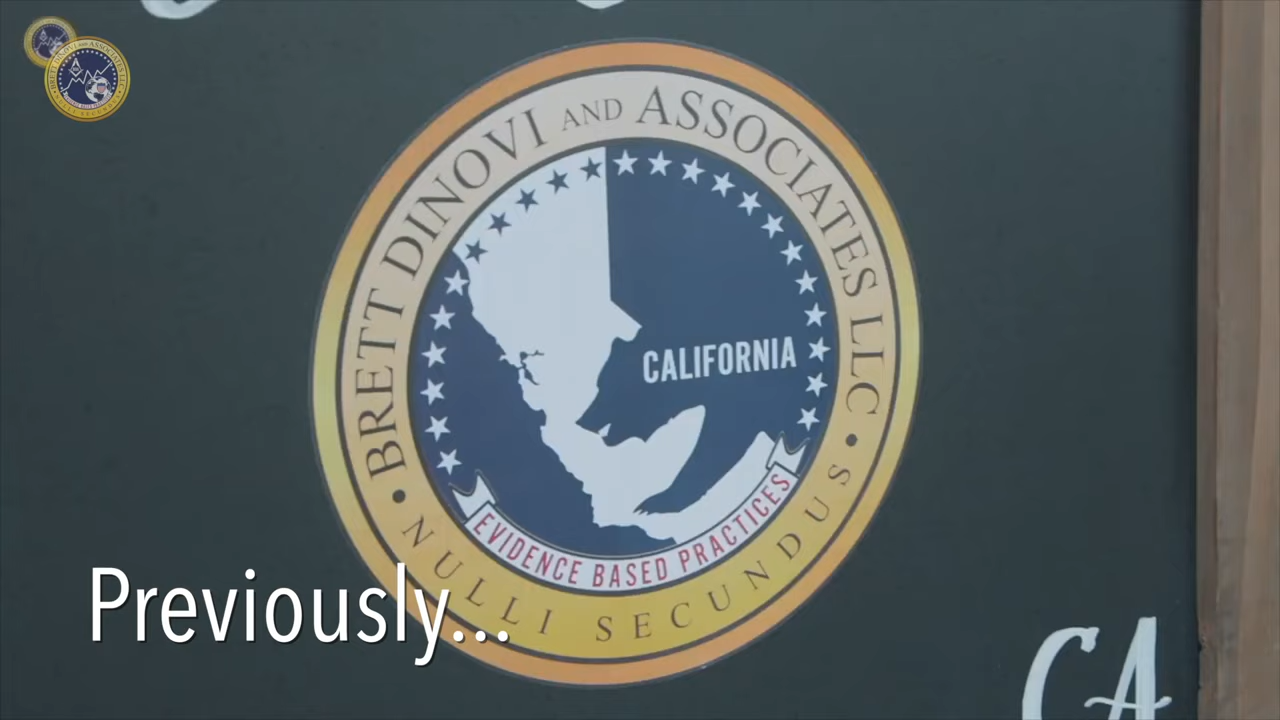 BRETT DINOVI AND ASSOCIATES LLC
CALIFORNIA
EVIDENCE BASED PRACTICES
• NULLI SECUNDUS •
Previously...
CA